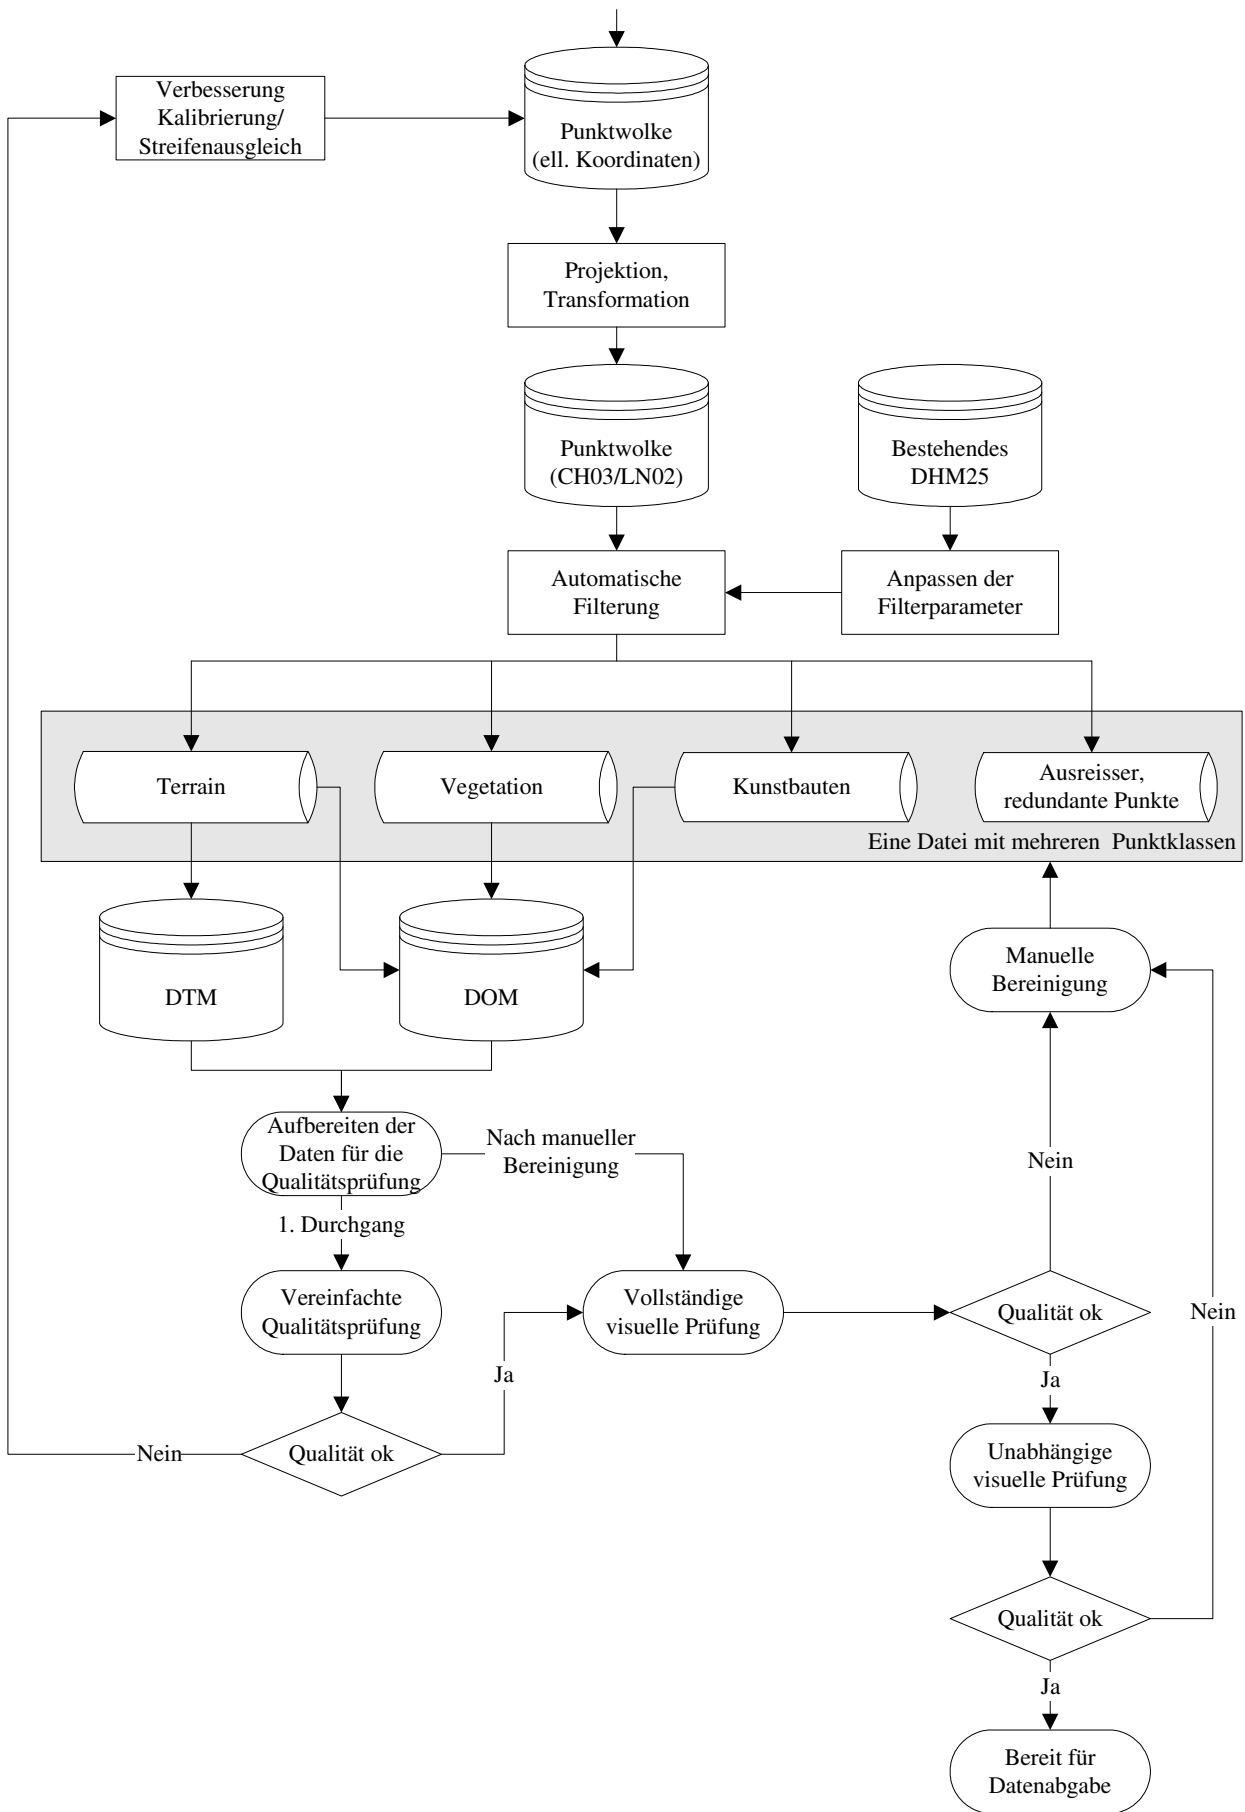 Verbesserung
Kalibrierung/
Streifenausgleich
Punktwolke
(ell. Koordinaten)
Projektion,
Transformation
Punktwolke
(CH03/LN02)
Bestehendes
DHM25
Automatische
Filterung
Anpassen der
Filterparameter
Terrain
Vegetation
Kunstbauten
Ausreisser,
redundante Punkte
Eine Datei mit mehreren Punktklassen
DTM
DOM
Manuelle
Bereinigung
Aufbereiten der
Daten für die
Qualitätsprüfung
Nach manueller
Bereinigung
Nein
1. Durchgang
Vereinfachte
Qualitätsprüfung
Vollständige
visuelle Prüfung
Qualität ok
Nein
Ja
Ja
Nein
Qualität ok
Unabhängige
visuelle Prüfung
Qualität ok
Ja
Bereit für
Datenabgabe